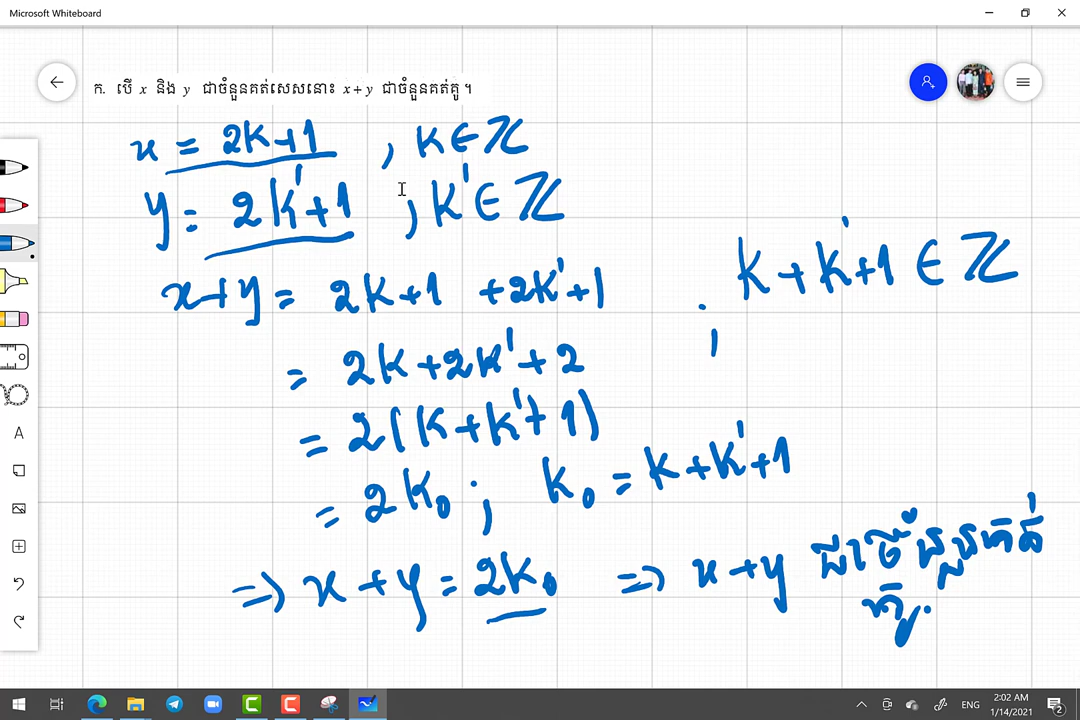 Microsoft Whiteboard
ក. បើ x និង y ជាចំនួនគត់សេសនោះ x + y ជាចំនួនគត់គូ ។
x = 2k+1 , k ∈ ℤ
y = 2k'+1 , k' ∈ ℤ
x+y = 2k+1 +2k'+1 ; k + k'+1 ∈ ℤ
= 2k+2k'+2
= 2(k+k'+1)
= 2k₀ ; k₀ = k+k'+1
=> x + y = 2k₀ => x + y ជាចំនួនគត់
គូ.
A
ENG
2:02 AM
1/14/2021
2